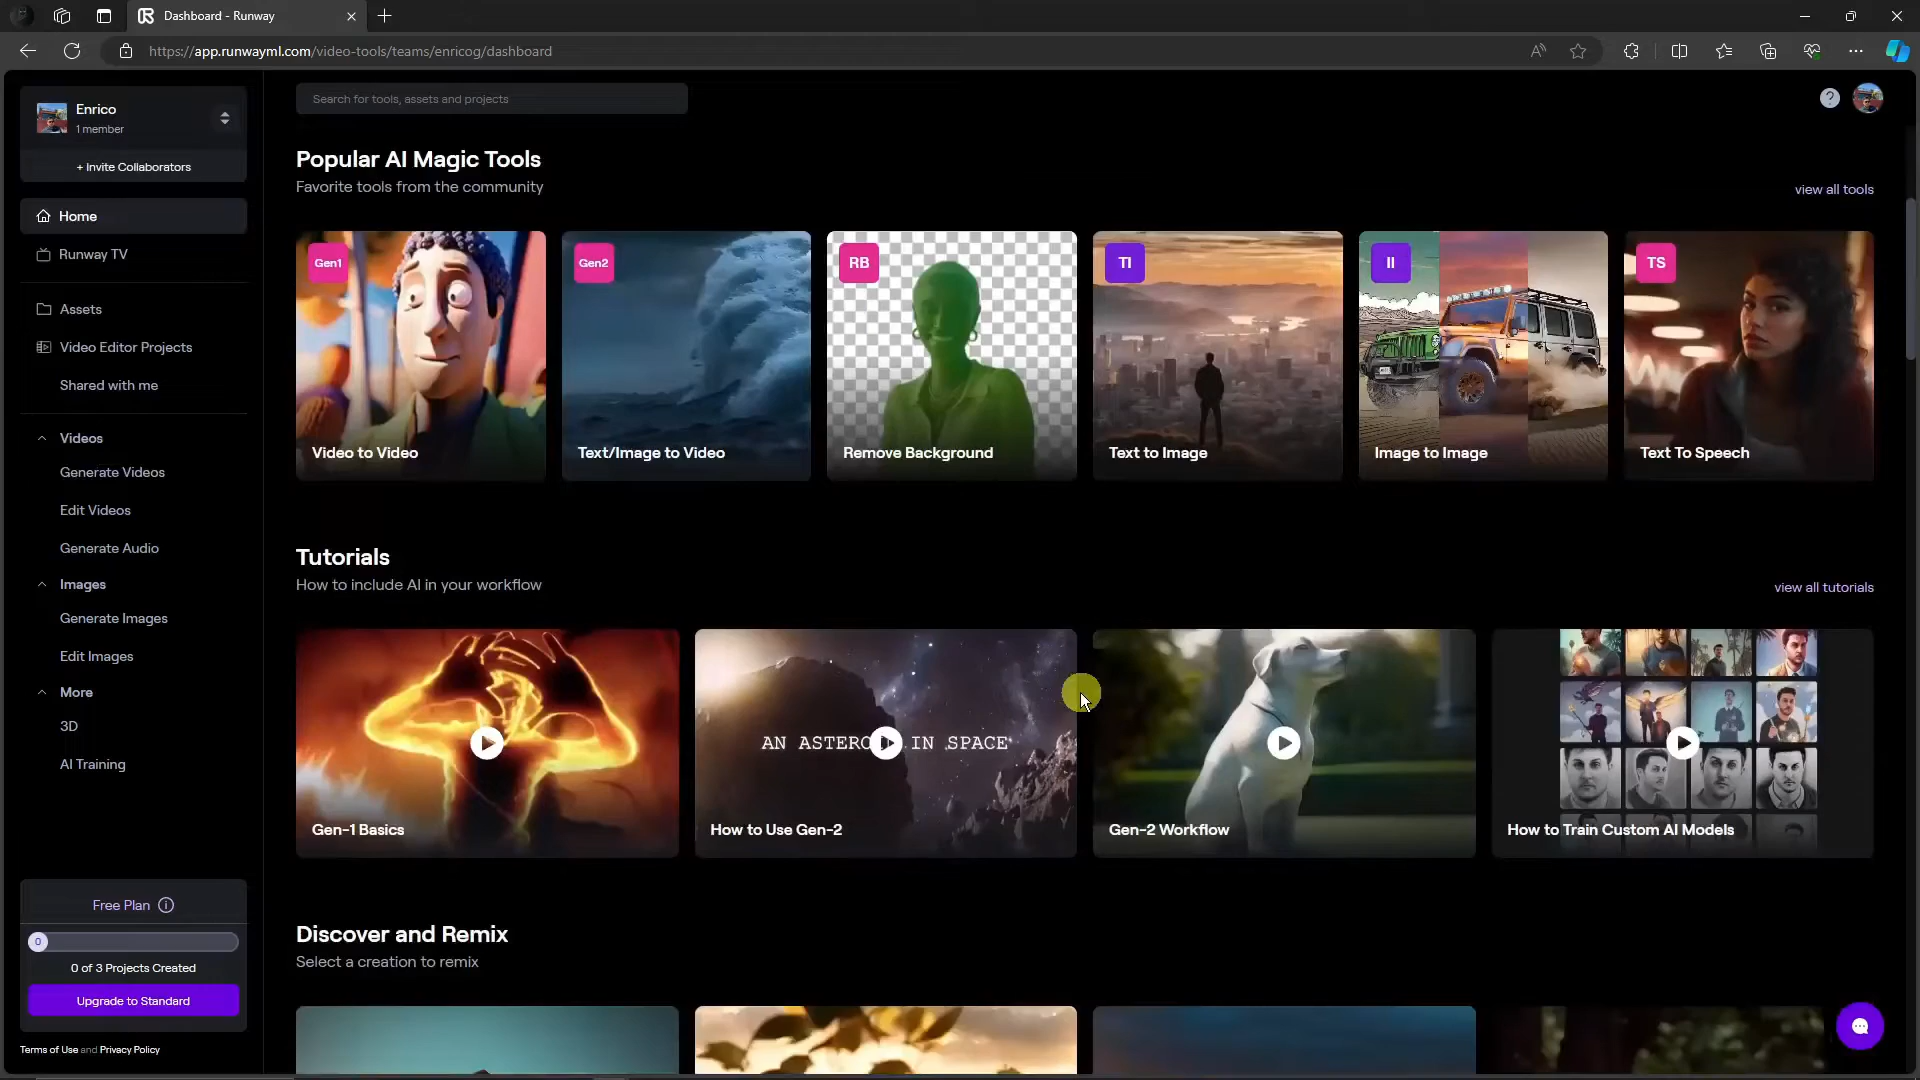 Dashboard - Runway
https://app.runwayml.com/video-tools/teams/enricog/dashboard
Enrico
1 member
+ Invite Collaborators
Home
Runway TV
Assets
Video Editor Projects
Shared with me
Videos
Generate Videos
Edit Videos
Generate Audio
Images
Generate Images
Edit Images
More
3D
AI Training
Free Plan
0
0 of 3 Projects Created
Upgrade to Standard
Terms of Use and Privacy Policy
Search for tools, assets and projects
?
Popular AI Magic Tools
Favorite tools from the community
view all tools
Gen1
Video to Video
Gen2
Text/Image to Video
RB
Remove Background
TI
Text to Image
II
Image to Image
TS
Text To Speech
Tutorials
How to include AI in your workflow
view all tutorials
Gen-1 Basics
AN ASTEROID IN SPACE
How to Use Gen-2
Gen-2 Workflow
How to Train Custom AI Models
Discover and Remix
Select a creation to remix